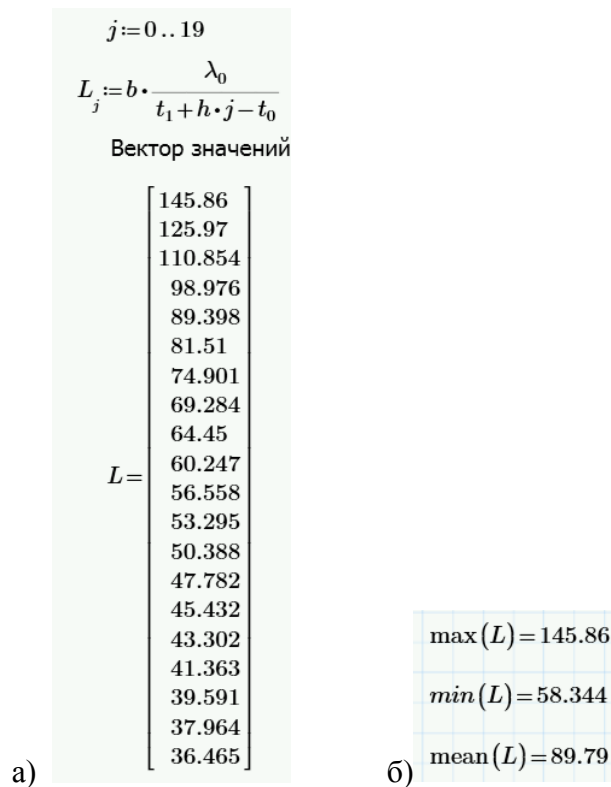 j:=0..19
L_j:=b·λ_0/(t_1+h·j−t_0)
Вектор значений
L=
145.86
125.97
110.854
98.976
89.398
81.51
74.901
69.284
64.45
60.247
56.558
53.295
50.388
47.782
45.432
43.302
41.363
39.591
37.964
36.465
а)
max(L)=145.86
min(L)=58.344
mean(L)=89.79
б)